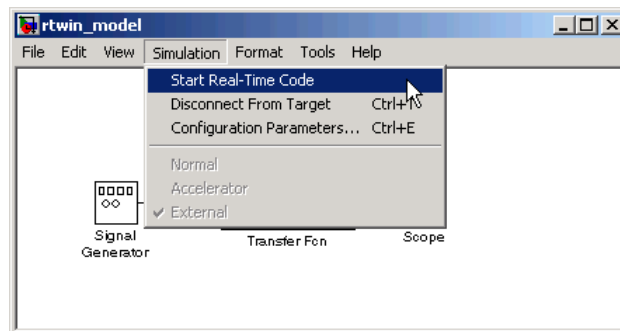 rtwin_model
File Edit View Simulation Format Tools Help
Start Real-Time Code
Disconnect From Target Ctrl+T
Configuration Parameters... Ctrl+E
Normal
Accelerator
External
Signal
Generator
Transfer Fcn
Scope